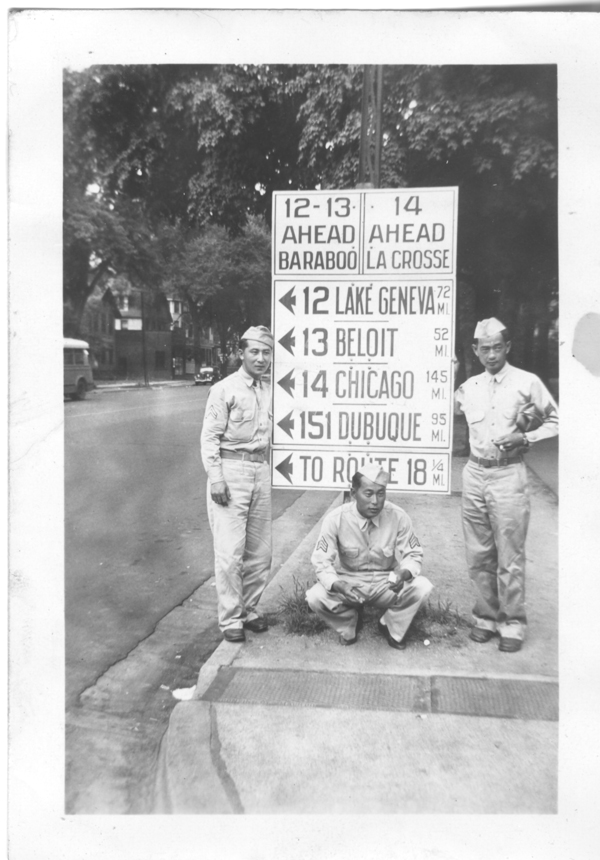 12-13 14
AHEAD AHEAD
BARABOO LA CROSSE
12 LAKE GENEVA 72 MI.
13 BELOIT 52 MI.
14 CHICAGO 145 MI.
151 DUBUQUE 95 MI.
TO ROUTE 18 1/4 MI.